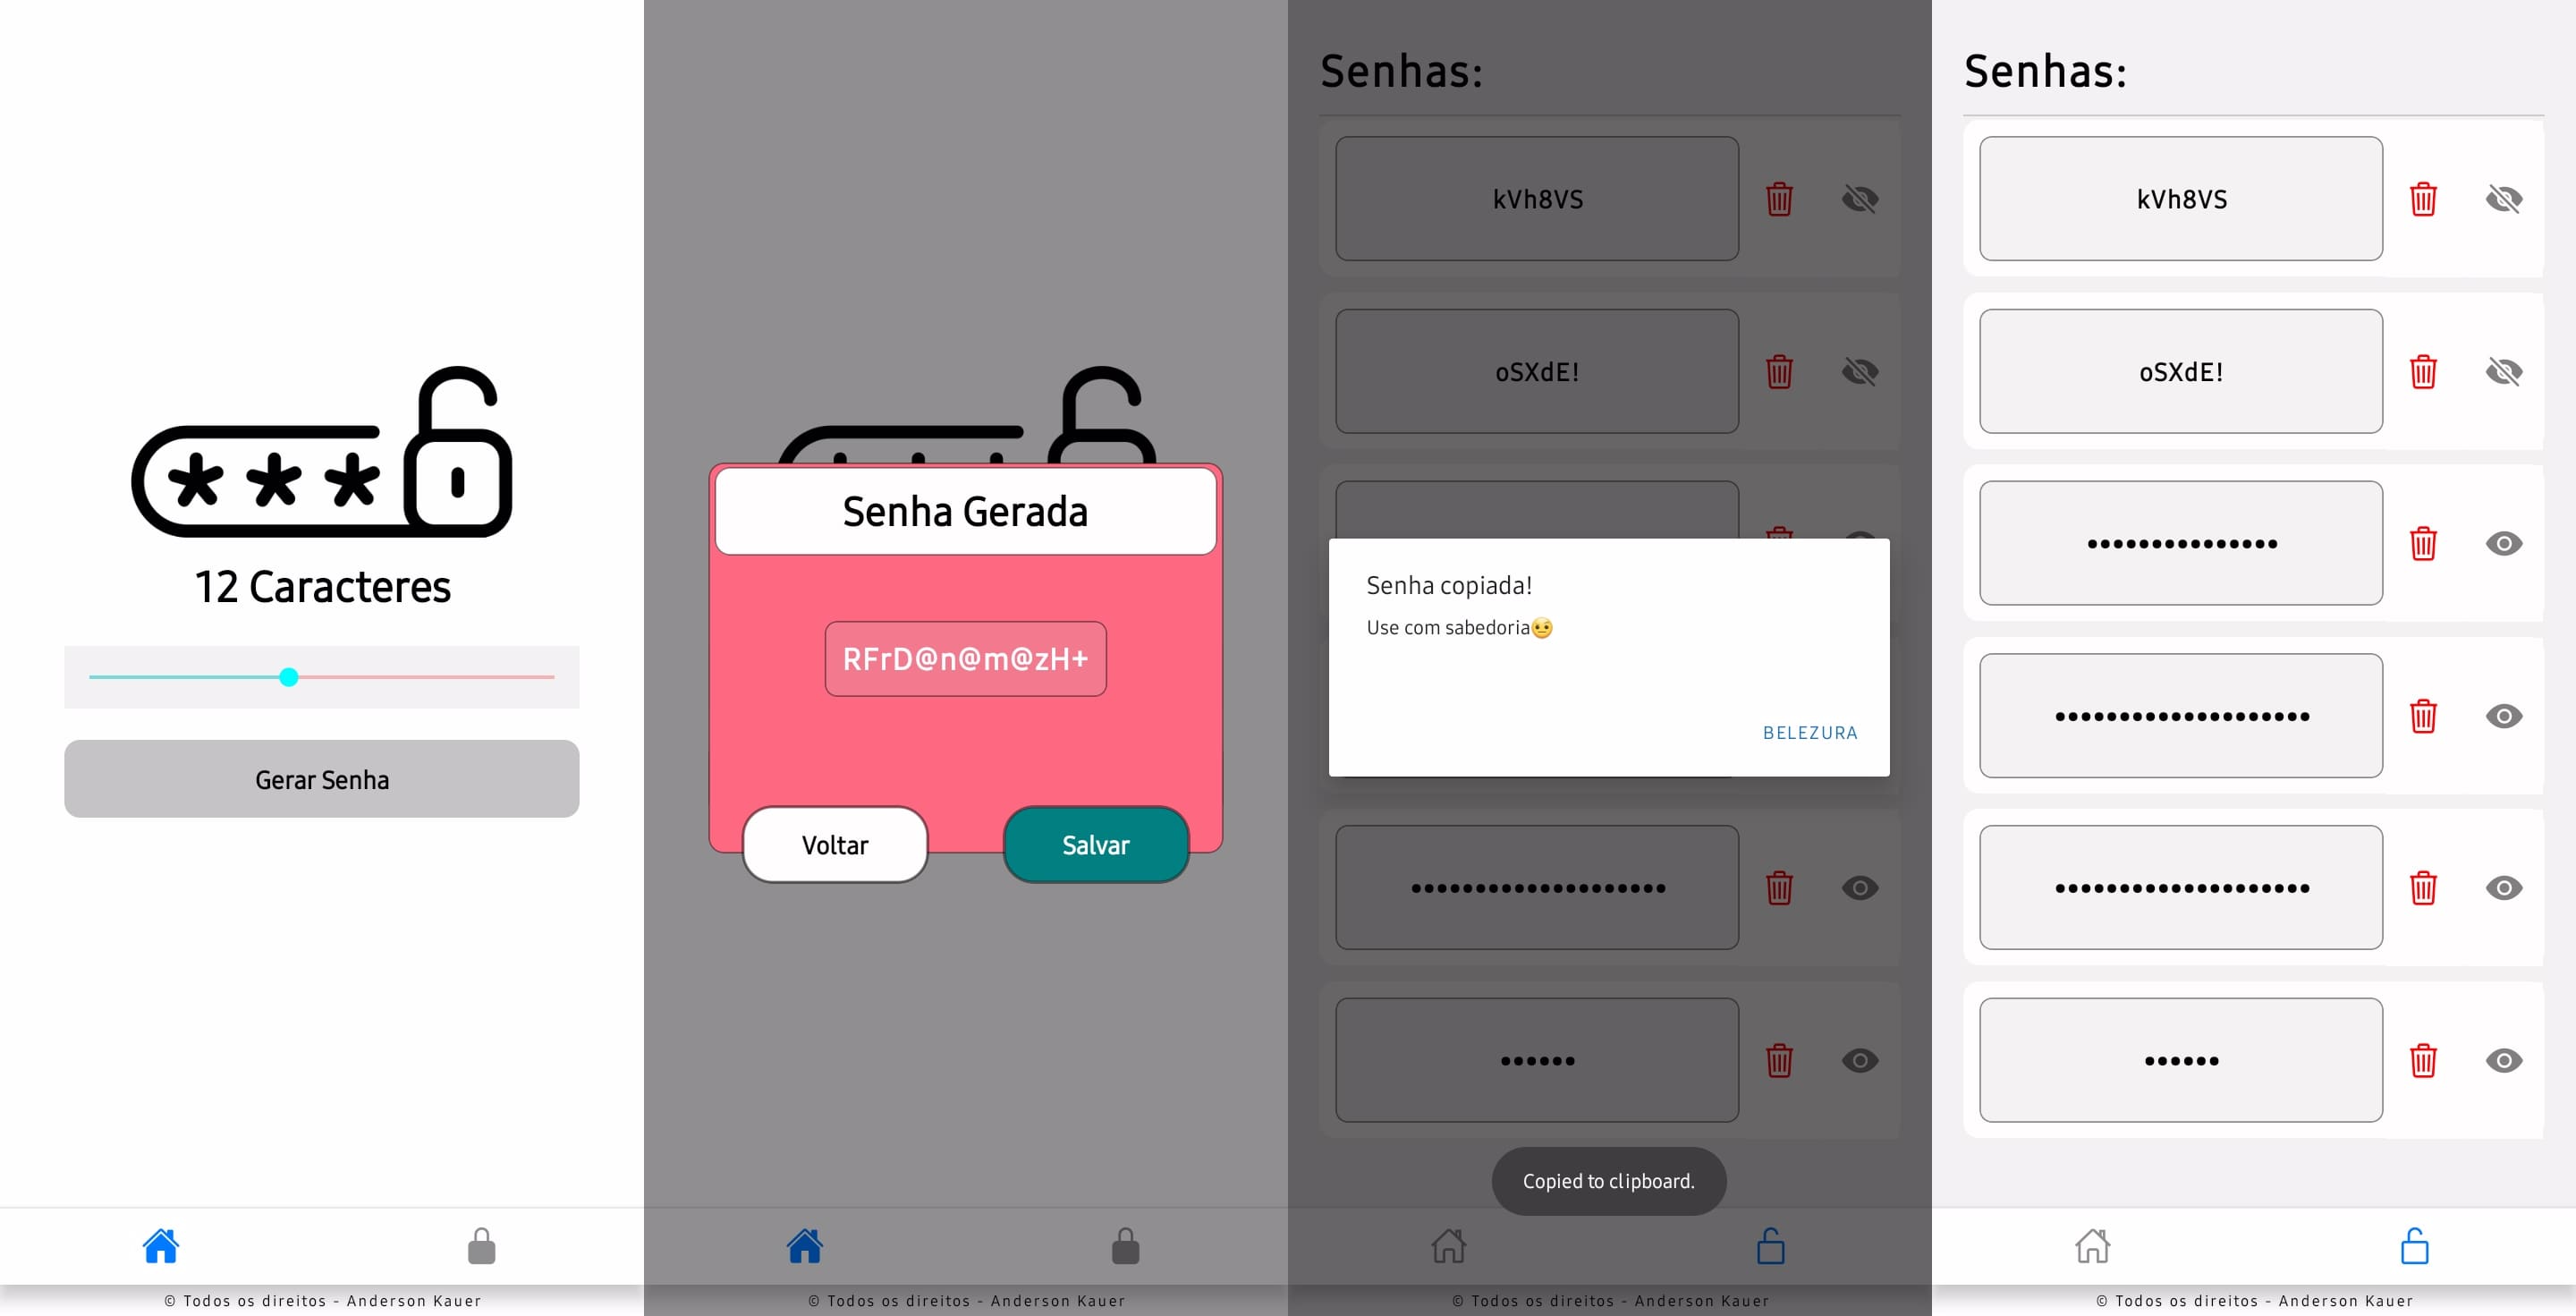 12 Caracteres
Gerar Senha
© Todos os direitos - Anderson Kauer
Senha Gerada
RFrD@n@m@zH+
Voltar
Salvar
© Todos os direitos - Anderson Kauer
Senhas:
kVh8VS
oSXdE!
Senha copiada!
Use com sabedoria🤨
BELEZURA
•••••••••••••••••••
••••••
Copied to clipboard.
© Todos os direitos - Anderson Kauer
Senhas:
kVh8VS
oSXdE!
•••••••••••••••
••••••••••••••••••••
••••••••••••••••••••
••••••
© Todos os direitos - Anderson Kauer